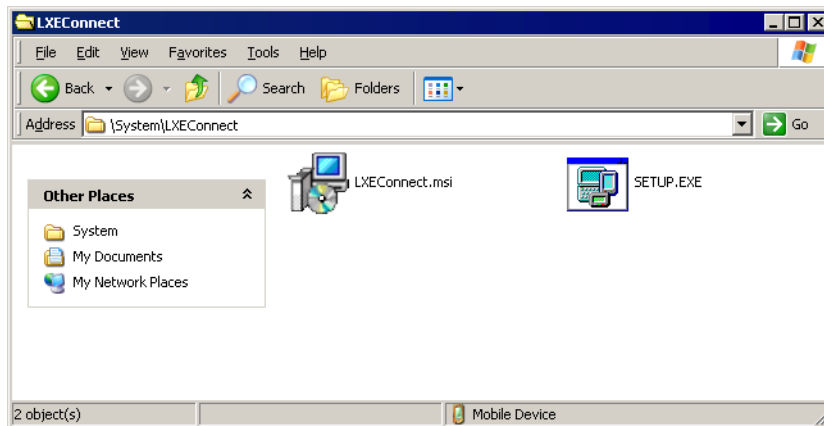 LXEConnect
File Edit View Favorites Tools Help
Back Search Folders
Address \System\LXEConnect Go
Other Places
System
My Documents
My Network Places
LXEConnect.msi
SETUP.EXE
2 object(s) Mobile Device